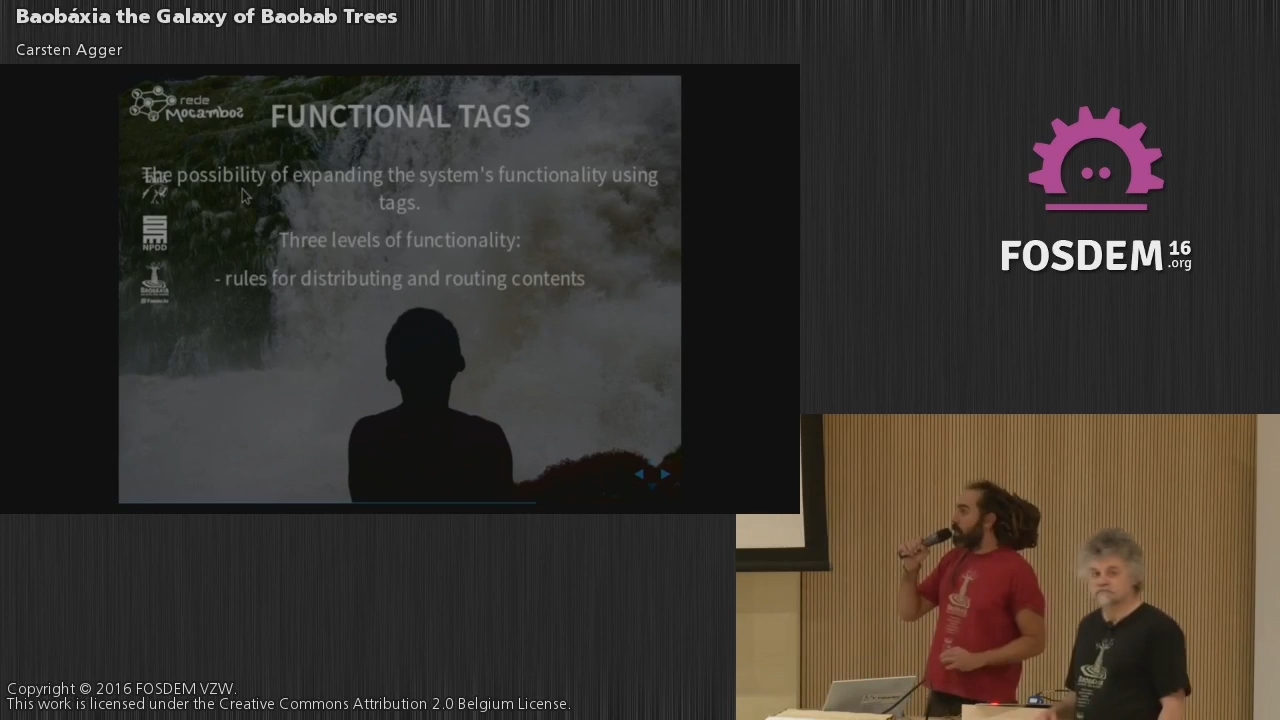 Baobáxia the Galaxy of Baobab Trees
Carsten Agger
rede
Mocambos
FUNCTIONAL TAGS
The possibility of expanding the system's functionality using
tags.
Three levels of functionality:
- rules for distributing and routing contents
NPDD
FOSDEM 16
.org
Copyright © 2016 FOSDEM VZW.
This work is licensed under the Creative Commons Attribution 2.0 Belgium Licence.